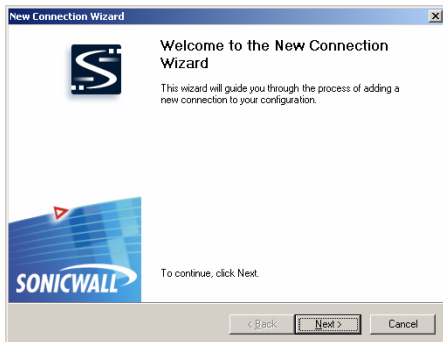 New Connection Wizard
Welcome to the New Connection
Wizard
This wizard will guide you through the process of adding a
new connection to your configuration.
SONICWALL
To continue, click Next.
< Back
Next >
Cancel